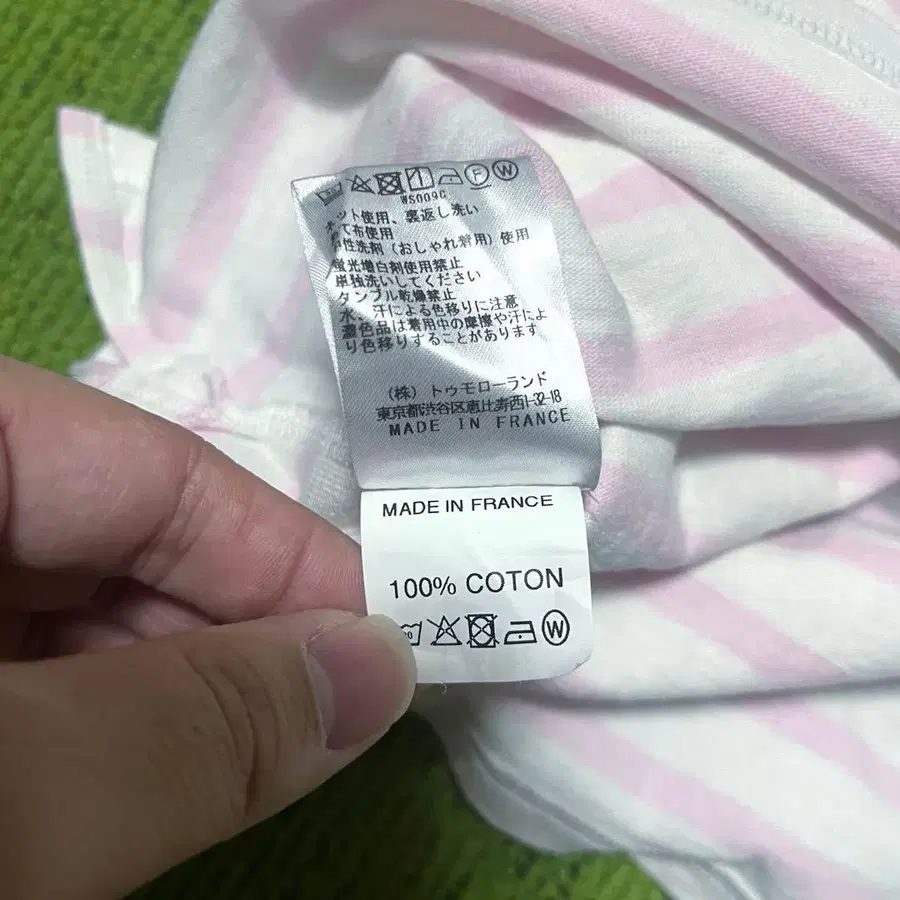 WS009C
ネット使用、裏返し洗い
あて布使用
中性洗剤（おしゃれ着用）使用
蛍光増白剤使用禁止
単独洗いしてください
タンブル乾燥禁止
水、汗による色移りに注意
濃色品は着用中の摩擦や汗によ
り色移りすることがあります
（株）トゥモローランド
東京都渋谷区恵比寿西1-32-18
MADE IN FRANCE
MADE IN FRANCE
100% COTON